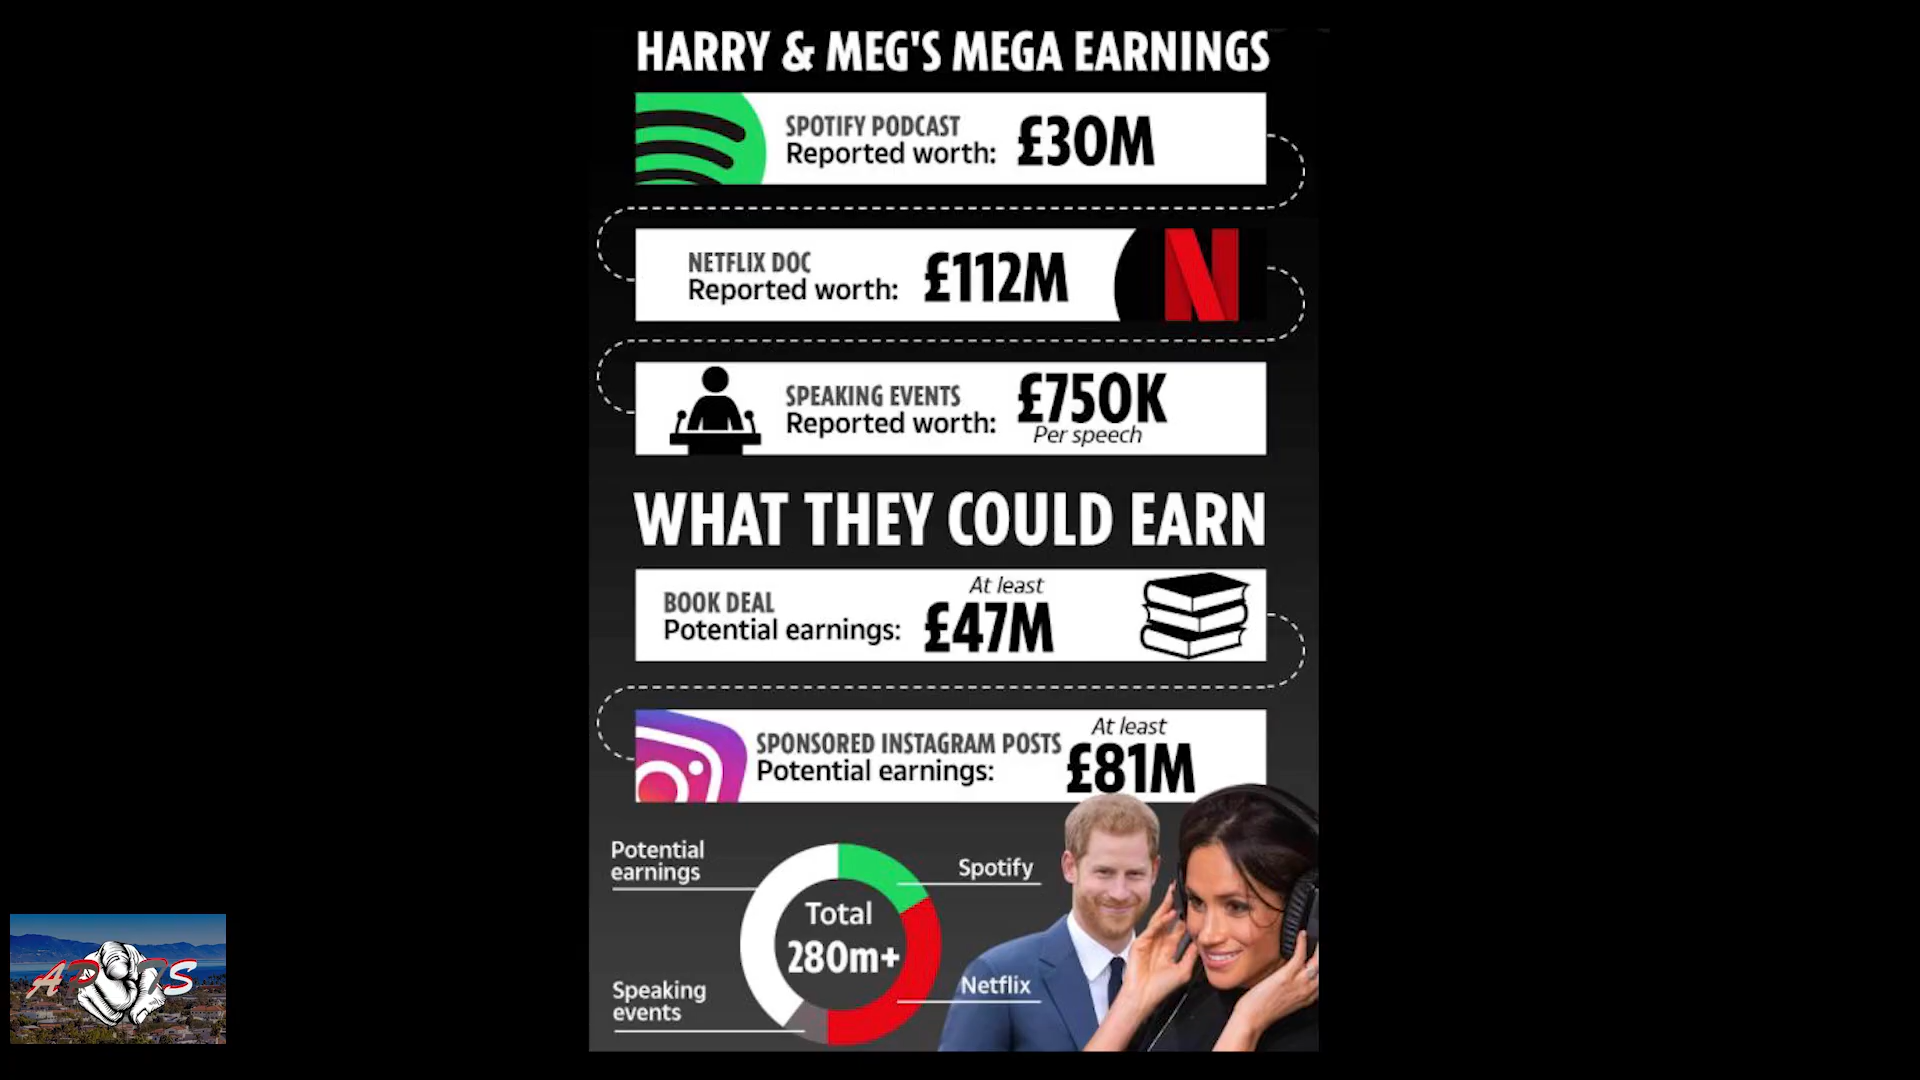 HARRY & MEG'S MEGA EARNINGS
SPOTIFY PODCAST
Reported worth: £30M
NETFLIX DOC
Reported worth: £112M
N
SPEAKING EVENTS
Reported worth: £750K
Per speech
WHAT THEY COULD EARN
At least
BOOK DEAL
Potential earnings: £47M
At least
SPONSORED INSTAGRAM POSTS
Potential earnings: £81M
Potential
earnings
Spotify
Total
280m+
Netflix
Speaking
events